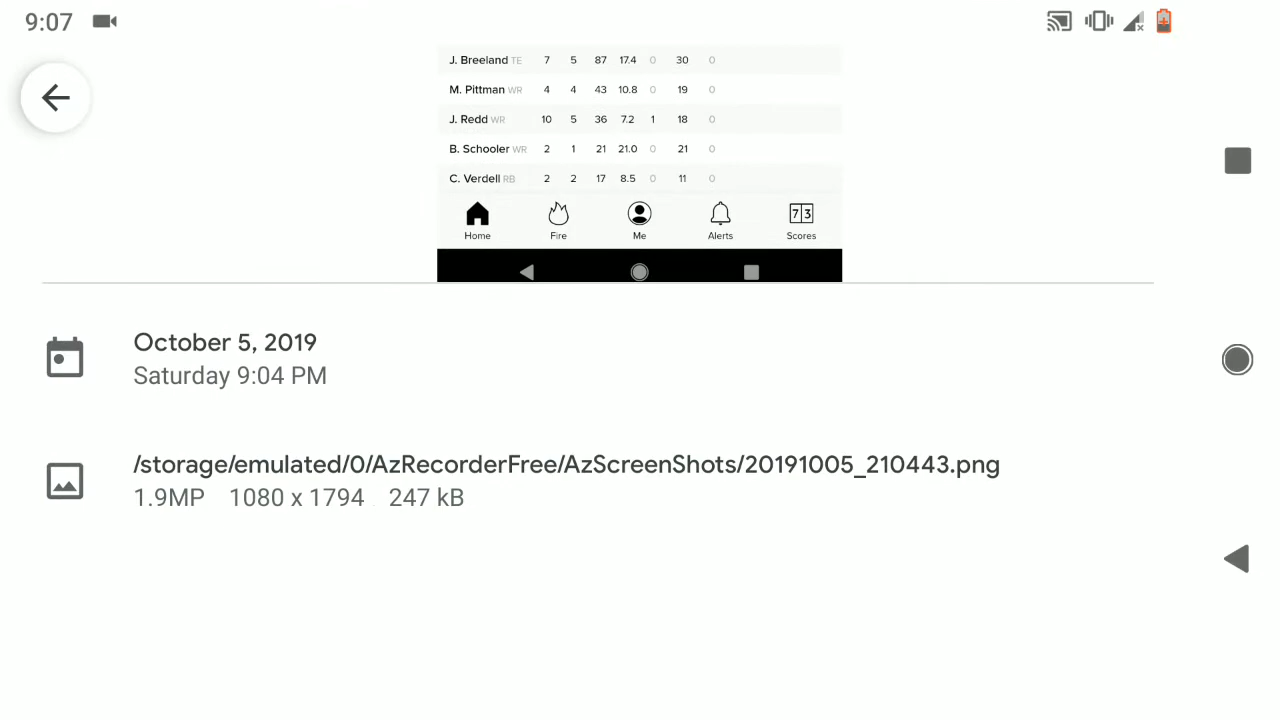 9:07
J. Breeland TE 7 5 87 17.4 0 30 0
M. Pittman WR 4 4 43 10.8 0 19 0
J. Redd WR 10 5 36 7.2 1 18 0
B. Schooler WR 2 1 21 21.0 0 21 0
C. Verdell RB 2 2 17 8.5 0 11 0
7 3
Home Fire Me Alerts Scores
October 5, 2019
Saturday 9:04 PM
/storage/emulated/0/AzRecorderFree/AzScreenShots/20191005_210443.png
1.9MP 1080 x 1794 247 kB